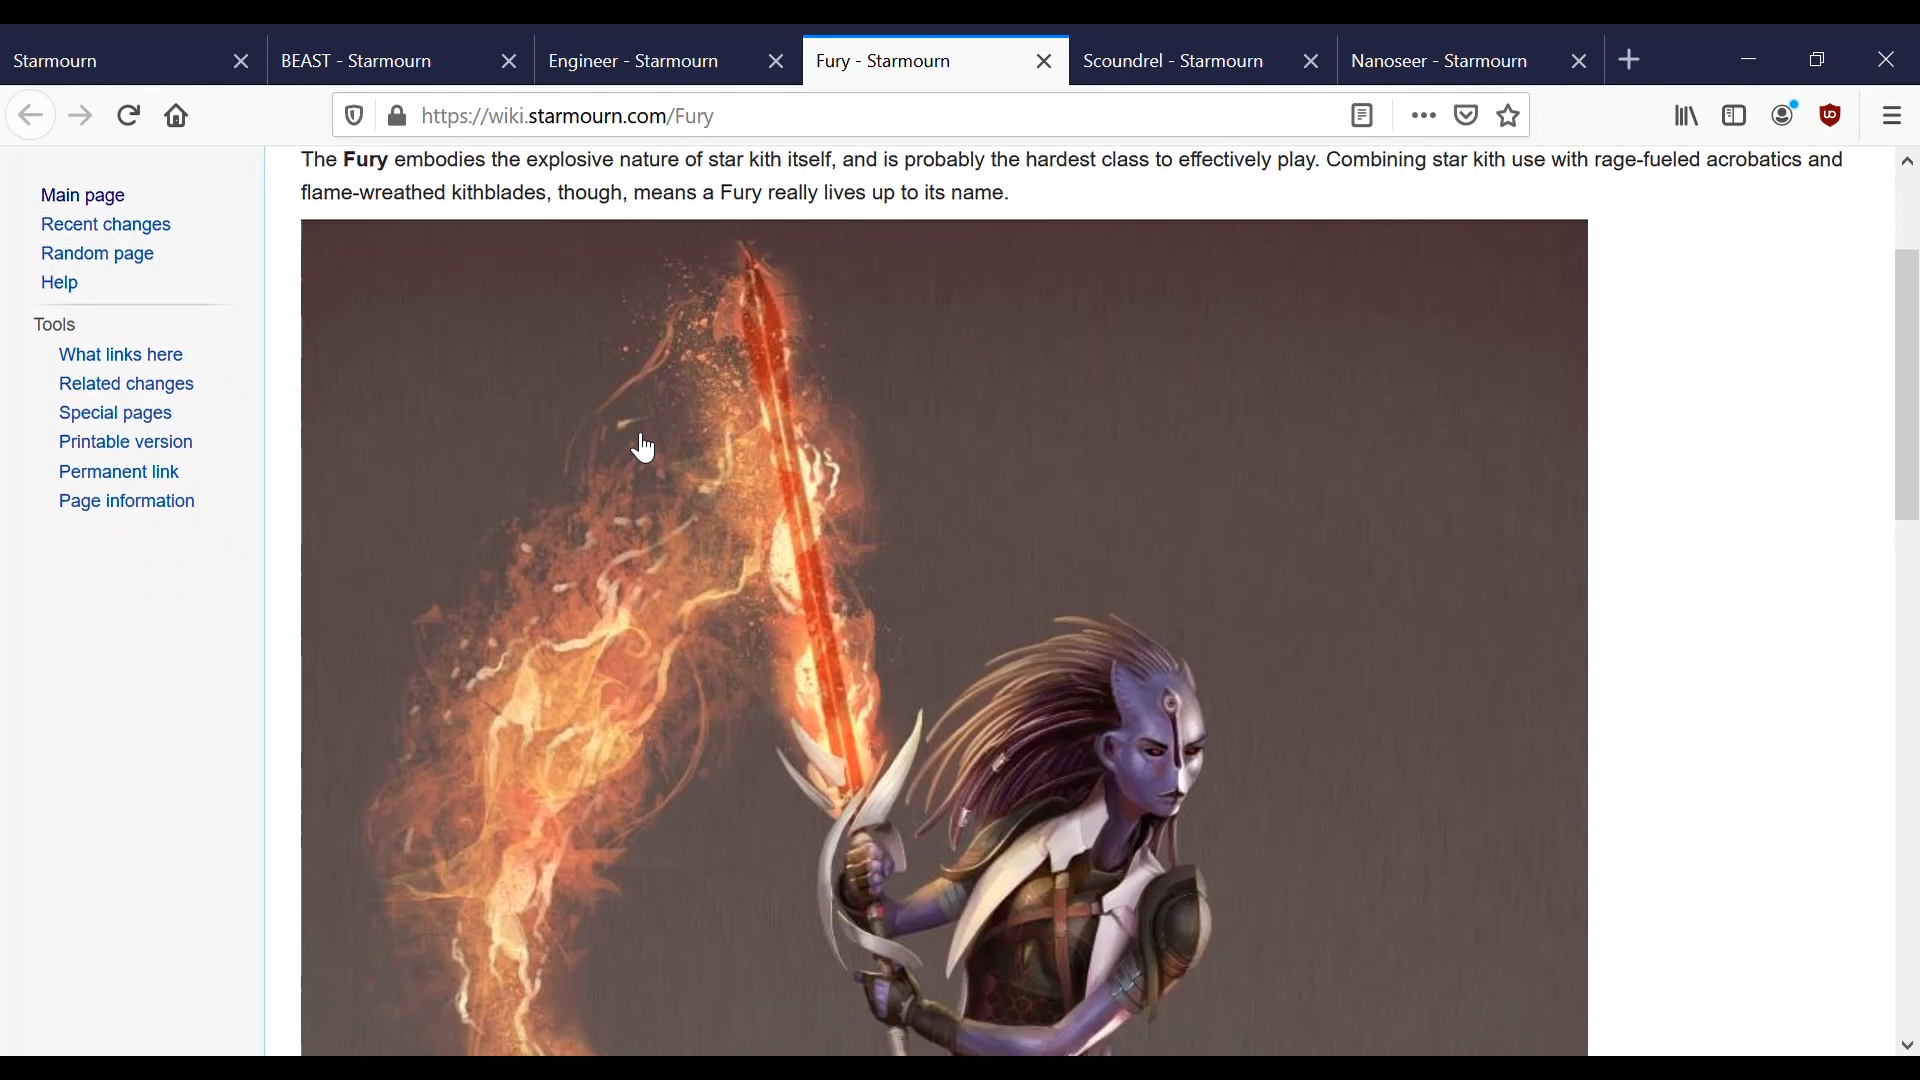 Starmourn
BEAST - Starmourn
Engineer - Starmourn
Fury - Starmourn
Scoundrel - Starmourn
Nanoseer - Starmourn
https://wiki.starmourn.com/Fury
The Fury embodies the explosive nature of star kith itself, and is probably the hardest class to effectively play. Combining star kith use with rage-fueled acrobatics and
flame-wreathed kithblades, though, means a Fury really lives up to its name.
Main page
Recent changes
Random page
Help
Tools
What links here
Related changes
Special pages
Printable version
Permanent link
Page information